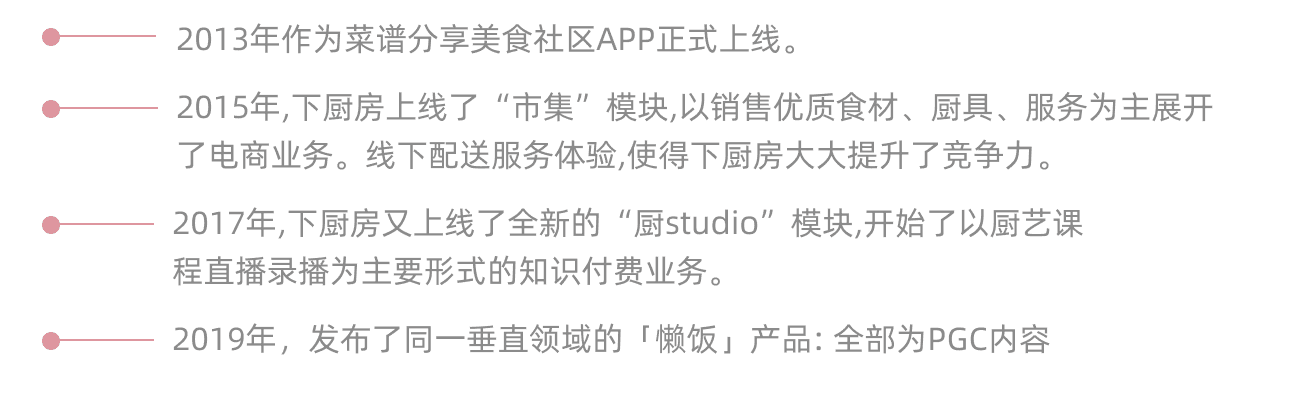 2013年作为菜谱分享美食社区APP正式上线。
2015年,下厨房上线了“市集”模块,以销售优质食材、厨具、服务为主展开
了电商业务。线下配送服务体验,使得下厨房大大提升了竞争力。
2017年,下厨房又上线了全新的“厨studio”模块,开始了以厨艺课
程直播录播为主要形式的知识付费业务。
2019年，发布了同一垂直领域的「懒饭」产品: 全部为PGC内容